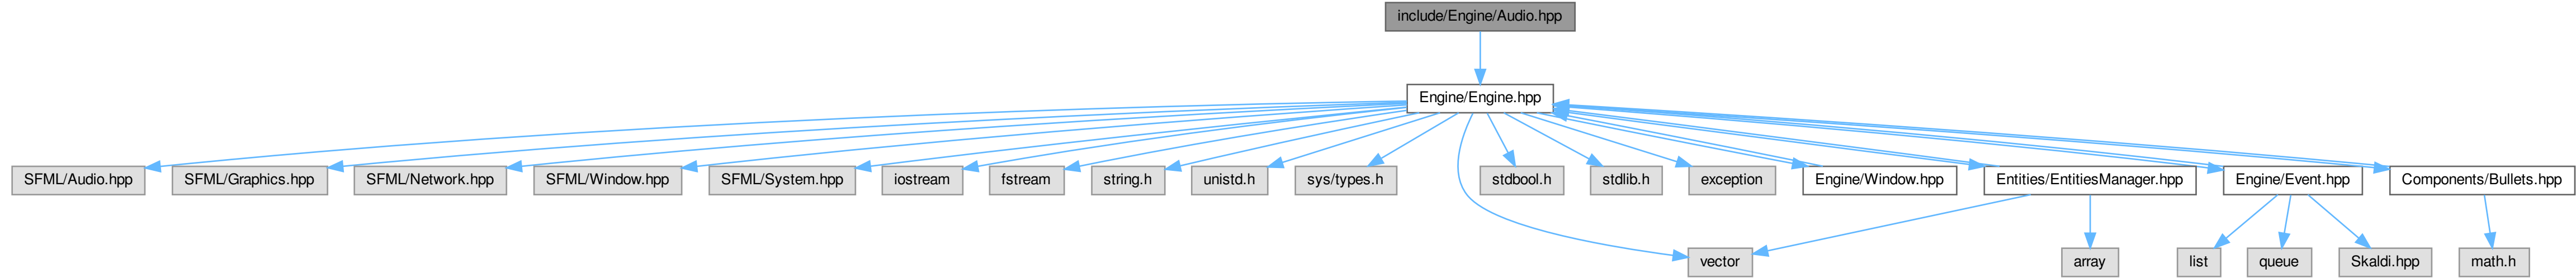 include/Engine/Audio.hpp
Engine/Engine.hpp
SFML/Audio.hpp
SFML/Graphics.hpp
SFML/Network.hpp
SFML/Window.hpp
SFML/System.hpp
iostream
fstream
string.h
unistd.h
sys/types.h
stdbool.h
stdlib.h
exception
Engine/Window.hpp
Entities/EntitiesManager.hpp
Engine/Event.hpp
Components/Bullets.hpp
vector
array
list
queue
Skaldi.hpp
math.h